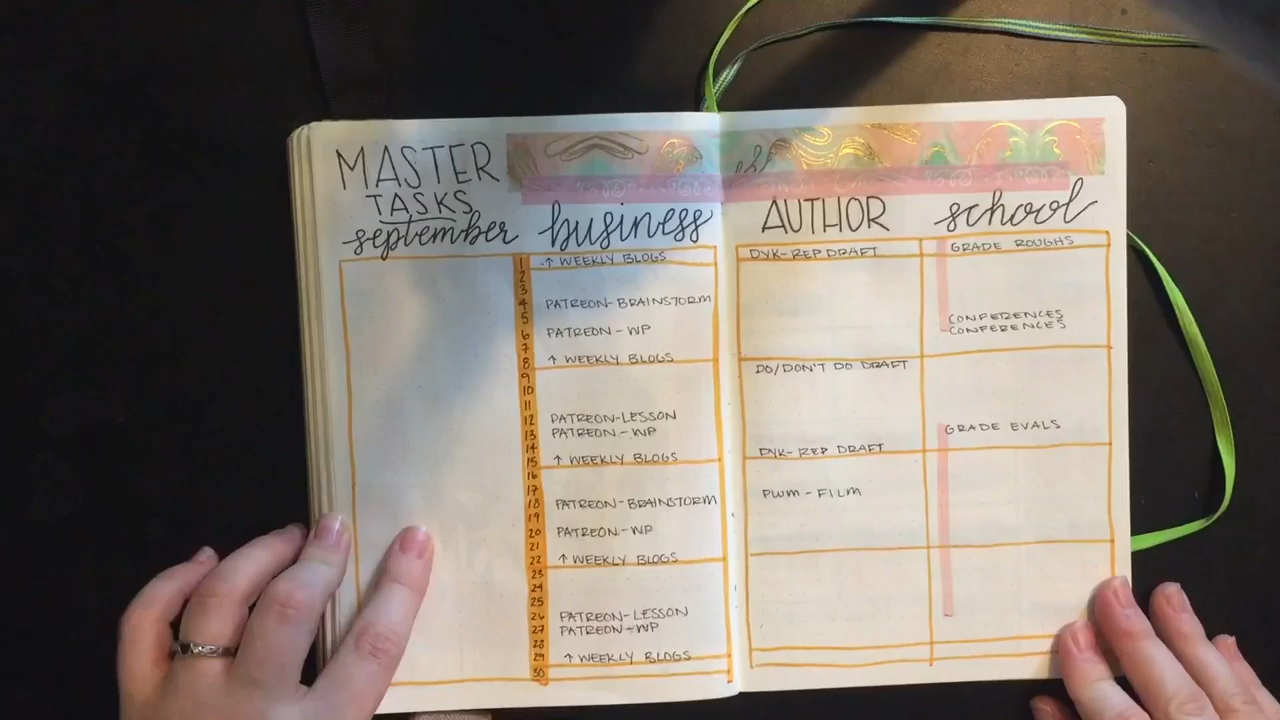 MASTER
TASKS
september
business
AUTHOR
school
1 ↑ WEEKLY BLOGS
2
3
4 PATREON-BRAINSTORM
5
6 PATREON-WP
7
8 ↑ WEEKLY BLOGS
9
10
11
12 PATREON-LESSON
13 PATREON-WP
14
15 ↑ WEEKLY BLOGS
16
17
18 PATREON-BRAINSTORM
19
20 PATREON-WP
21
22 ↑ WEEKLY BLOGS
23
24
25
26 PATREON-LESSON
27 PATREON-WP
28
29 ↑ WEEKLY BLOGS
30
DYK-REP DRAFT
DO/DON'T DO DRAFT
DYK-REP DRAFT
PWM-FILM
GRADE ROUGHS
CONFERENCES
CONFERENCES
GRADE EVALS